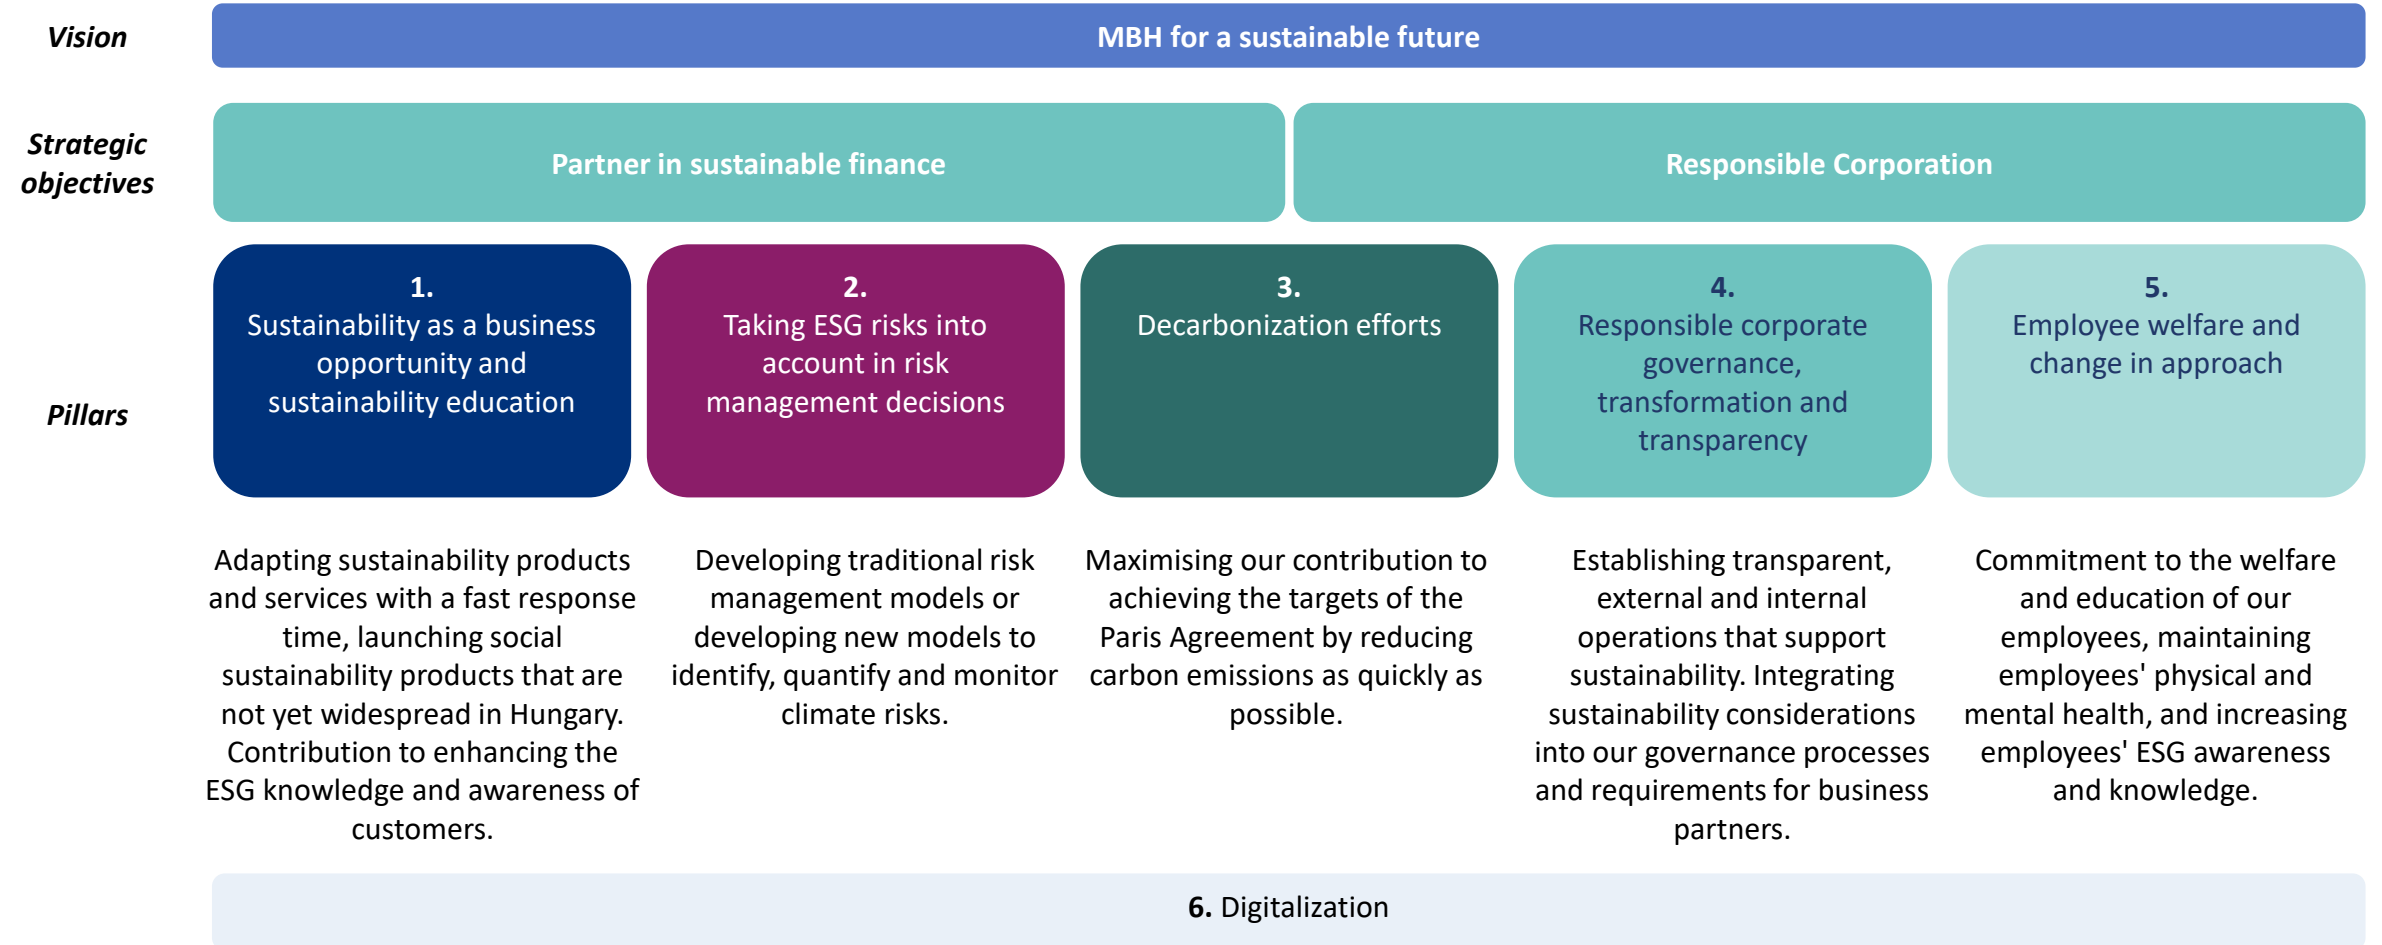 Vision
MBH for a sustainable future
Strategic
objectives
Partner in sustainable finance
Responsible Corporation
Pillars
1.
Sustainability as a business
opportunity and
sustainability education
2.
Taking ESG risks into
account in risk
management decisions
3.
Decarbonization efforts
4.
Responsible corporate
governance,
transformation and
transparency
5.
Employee welfare and
change in approach
Adapting sustainability products
and services with a fast response
time, launching social
sustainability products that are
not yet widespread in Hungary.
Contribution to enhancing the
ESG knowledge and awareness of
customers.
Developing traditional risk
management models or
developing new models to
identify, quantify and monitor
climate risks.
Maximising our contribution to
achieving the targets of the
Paris Agreement by reducing
carbon emissions as quickly as
possible.
Establishing transparent,
external and internal
operations that support
sustainability. Integrating
sustainability considerations
into our governance processes
and requirements for business
partners.
Commitment to the welfare
and education of our
employees, maintaining
employees' physical and
mental health, and increasing
employees' ESG awareness
and knowledge.
6. Digitalization